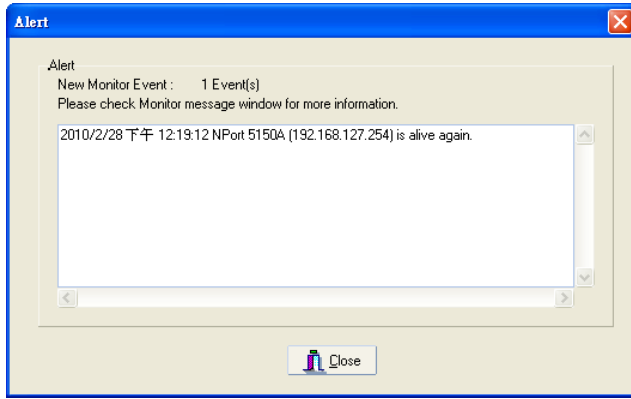 Alert
Alert
New Monitor Event : 1 Event(s)
Please check Monitor message window for more information.
2010/2/28 下午 12:19:12 NPort 5150A (192.168.127.254) is alive again.
Close